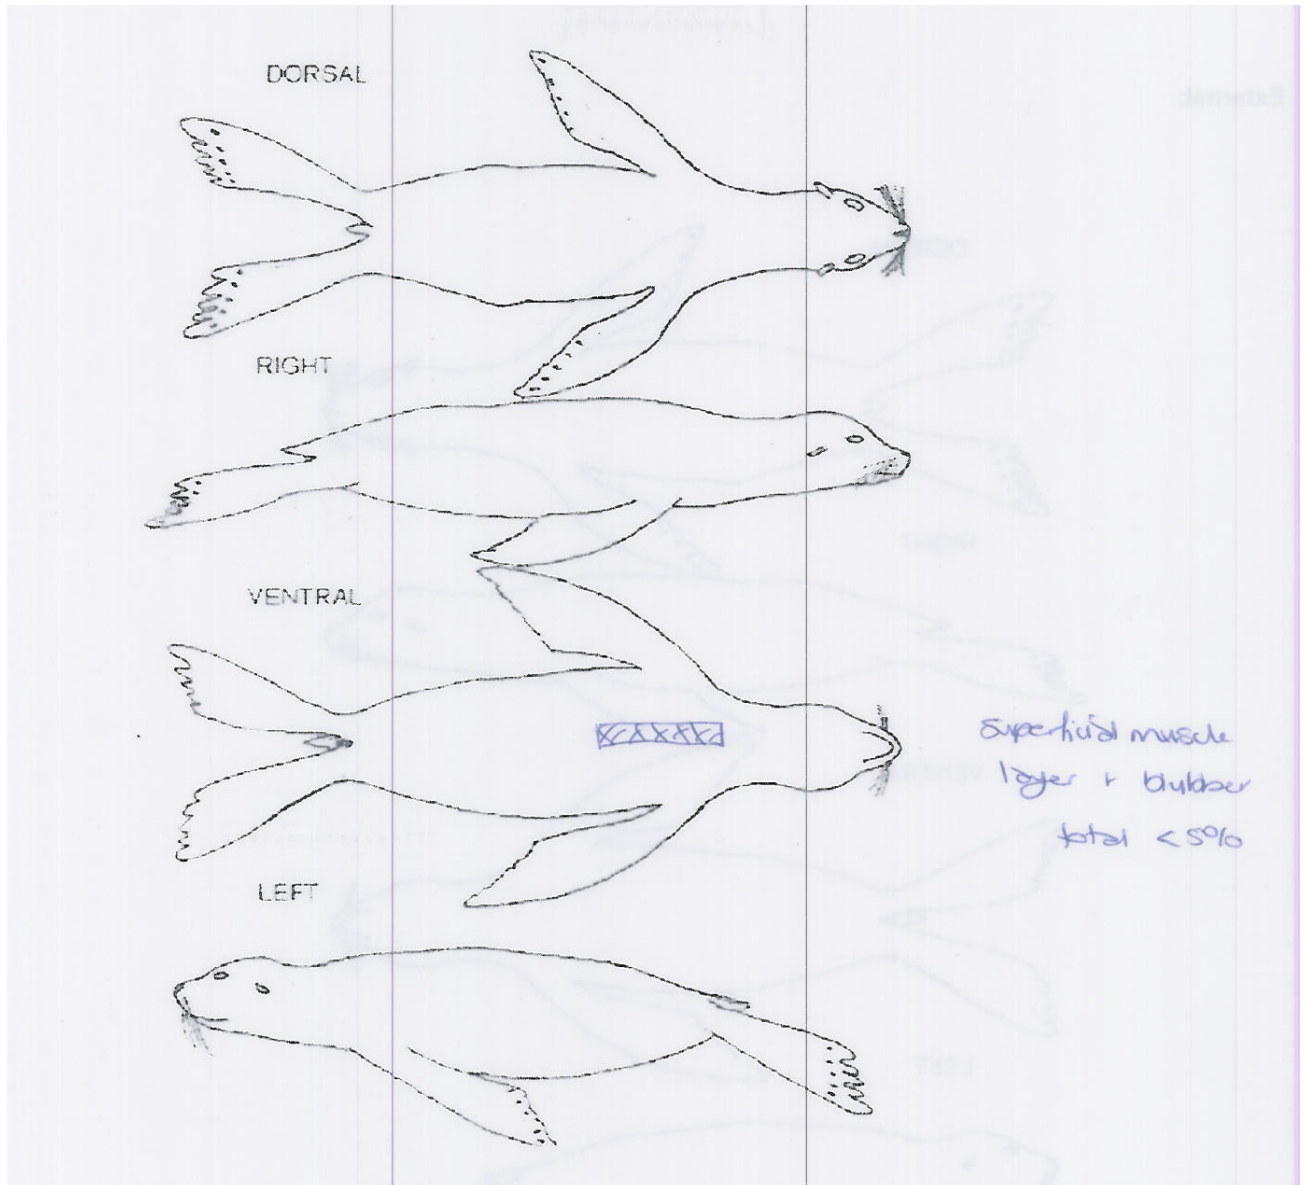 DORSAL
RIGHT
VENTRAL
superficial muscle
layer + blubber
total <5%
LEFT